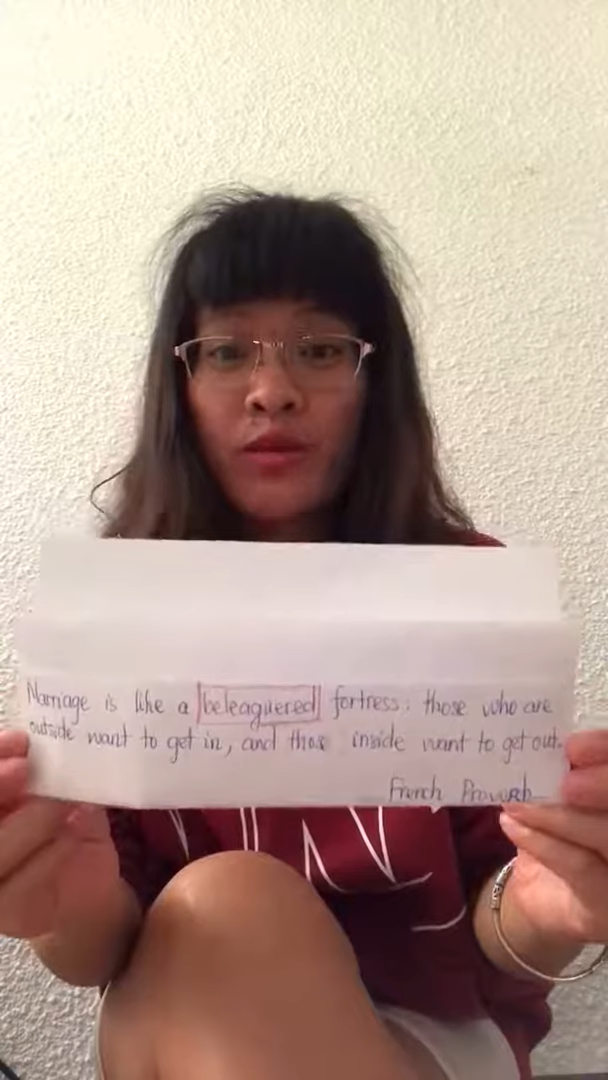 Marriage is like a beleaguered fortress: those who are
outside want to get in, and those inside want to get out.
French Proverb